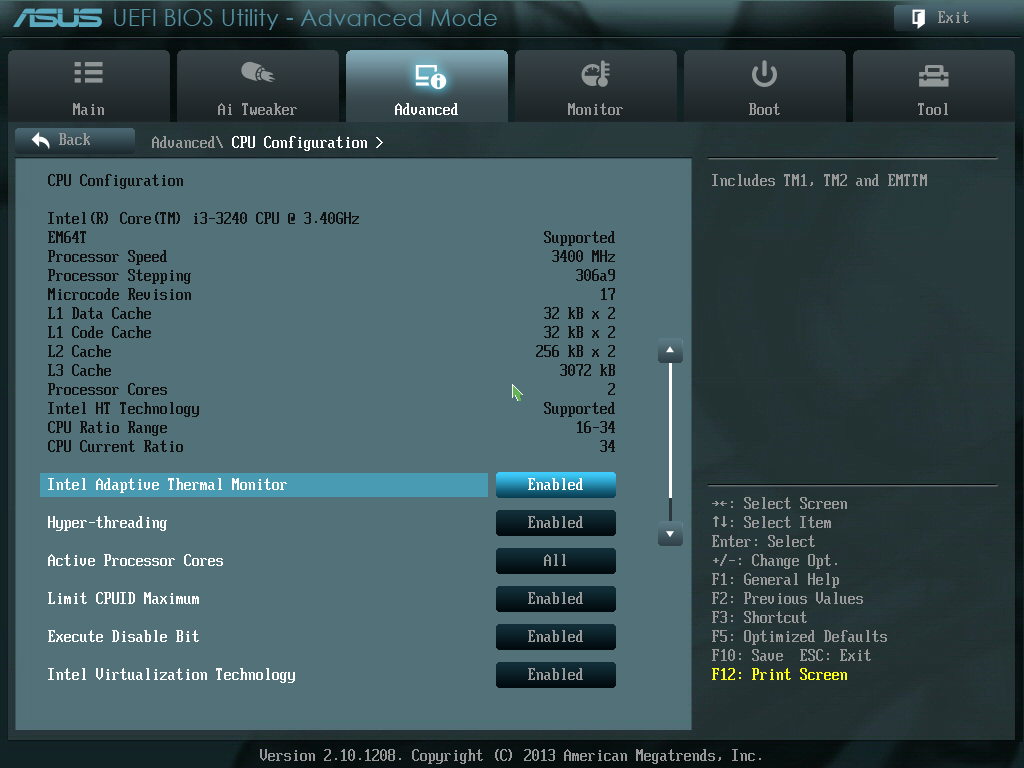 ASUS UEFI BIOS Utility - Advanced Mode
Exit
Main
Ai Tweaker
Advanced
Monitor
Boot
Tool
Back
Advanced\ CPU Configuration >
CPU Configuration
Intel(R) Core(TM) i3-3240 CPU @ 3.40GHz
EM64T Supported
Processor Speed 3400 MHz
Processor Stepping 306a9
Microcode Revision 17
L1 Data Cache 32 kB x 2
L1 Code Cache 32 kB x 2
L2 Cache 256 kB x 2
L3 Cache 3072 kB
Processor Cores 2
Intel HT Technology Supported
CPU Ratio Range 16-34
CPU Current Ratio 34
Intel Adaptive Thermal Monitor Enabled
Hyper-threading Enabled
Active Processor Cores All
Limit CPUID Maximum Enabled
Execute Disable Bit Enabled
Intel Virtualization Technology Enabled
Includes TM1, TM2 and EMTTM
→←: Select Screen
↑↓: Select Item
Enter: Select
+/-: Change Opt.
F1: General Help
F2: Previous Values
F3: Shortcut
F5: Optimized Defaults
F10: Save ESC: Exit
F12: Print Screen
Version 2.10.1208. Copyright (C) 2013 American Megatrends, Inc.